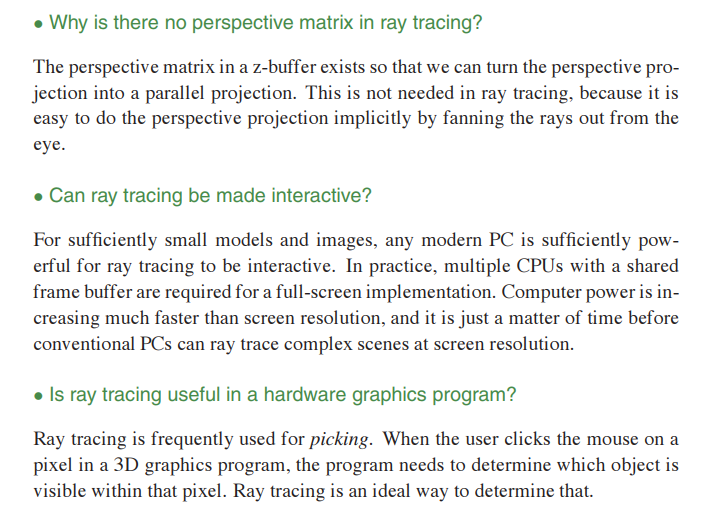 • Why is there no perspective matrix in ray tracing?
The perspective matrix in a z-buffer exists so that we can turn the perspective pro-
jection into a parallel projection. This is not needed in ray tracing, because it is
easy to do the perspective projection implicitly by fanning the rays out from the
eye.
• Can ray tracing be made interactive?
For sufficiently small models and images, any modern PC is sufficiently pow-
erful for ray tracing to be interactive. In practice, multiple CPUs with a shared
frame buffer are required for a full-screen implementation. Computer power is in-
creasing much faster than screen resolution, and it is just a matter of time before
conventional PCs can ray trace complex scenes at screen resolution.
• Is ray tracing useful in a hardware graphics program?
Ray tracing is frequently used for picking. When the user clicks the mouse on a
pixel in a 3D graphics program, the program needs to determine which object is
visible within that pixel. Ray tracing is an ideal way to determine that.